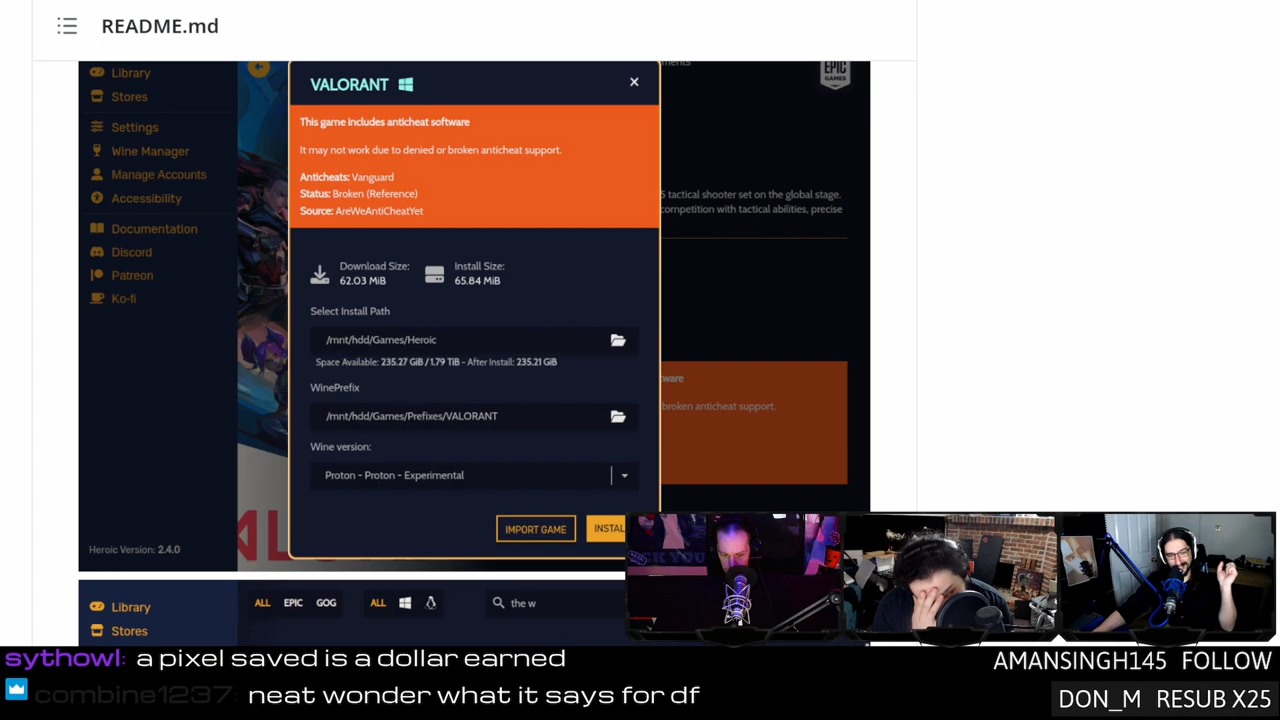 README.md
Library
Stores
Settings
Wine Manager
Manage Accounts
Accessibility
Documentation
Discord
Patreon
Ko-fi
Heroic Version: 2.4.0
VALORANT
This game includes anticheat software
It may not work due to denied or broken anticheat support.
Anticheats: Vanguard
Status: Broken (Reference)
Source: AreWeAntiCheatYet
Download Size:
62.03 MiB
Install Size:
65.84 MiB
Select Install Path
/mnt/hdd/Games/Heroic
Space Available: 235.27 GiB / 1.79 TiB - After Install: 235.21 GiB
WinePrefix
/mnt/hdd/Games/Prefixes/VALORANT
Wine version:
Proton - Proton - Experimental
IMPORT GAME
INSTAL
EPIC
GAMES
5 tactical shooter set on the global stage.
competition with tactical abilities, precise
ware
broken anticheat support.
Library
Stores
ALL EPIC GOG
ALL
the w
sythowl: a pixel saved is a dollar earned
combine1237: neat wonder what it says for df
AMANSINGH145 FOLLOW
DON_M RESUB X25